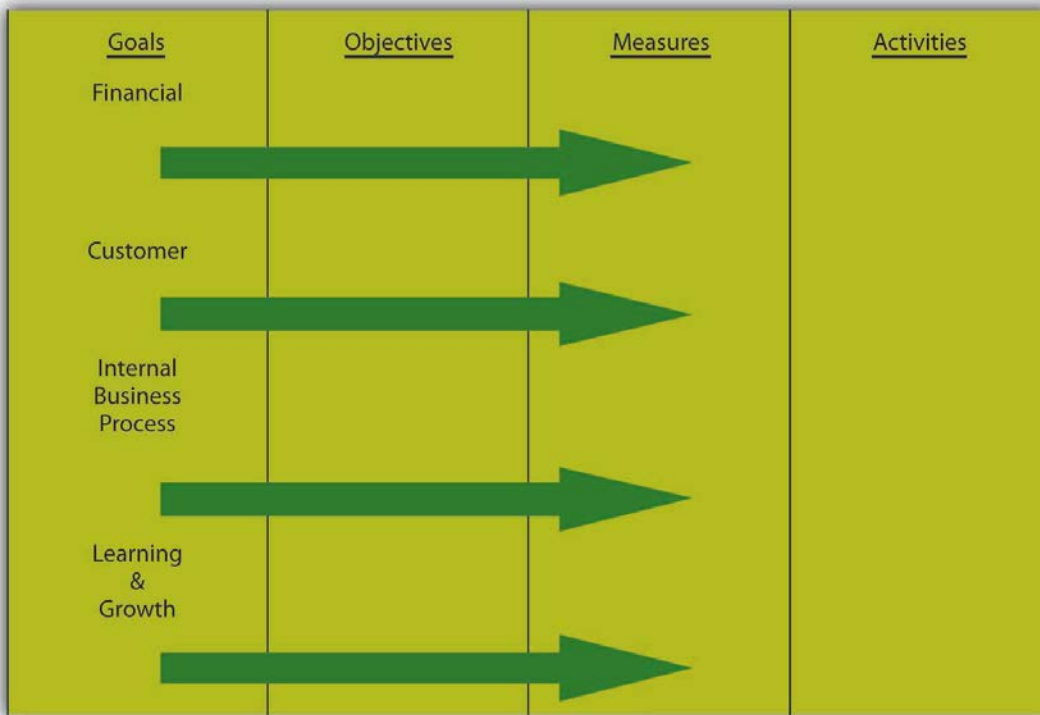 Goals
Objectives
Measures
Activities
Financial
Customer
Internal
Business
Process
Learning
&
Growth